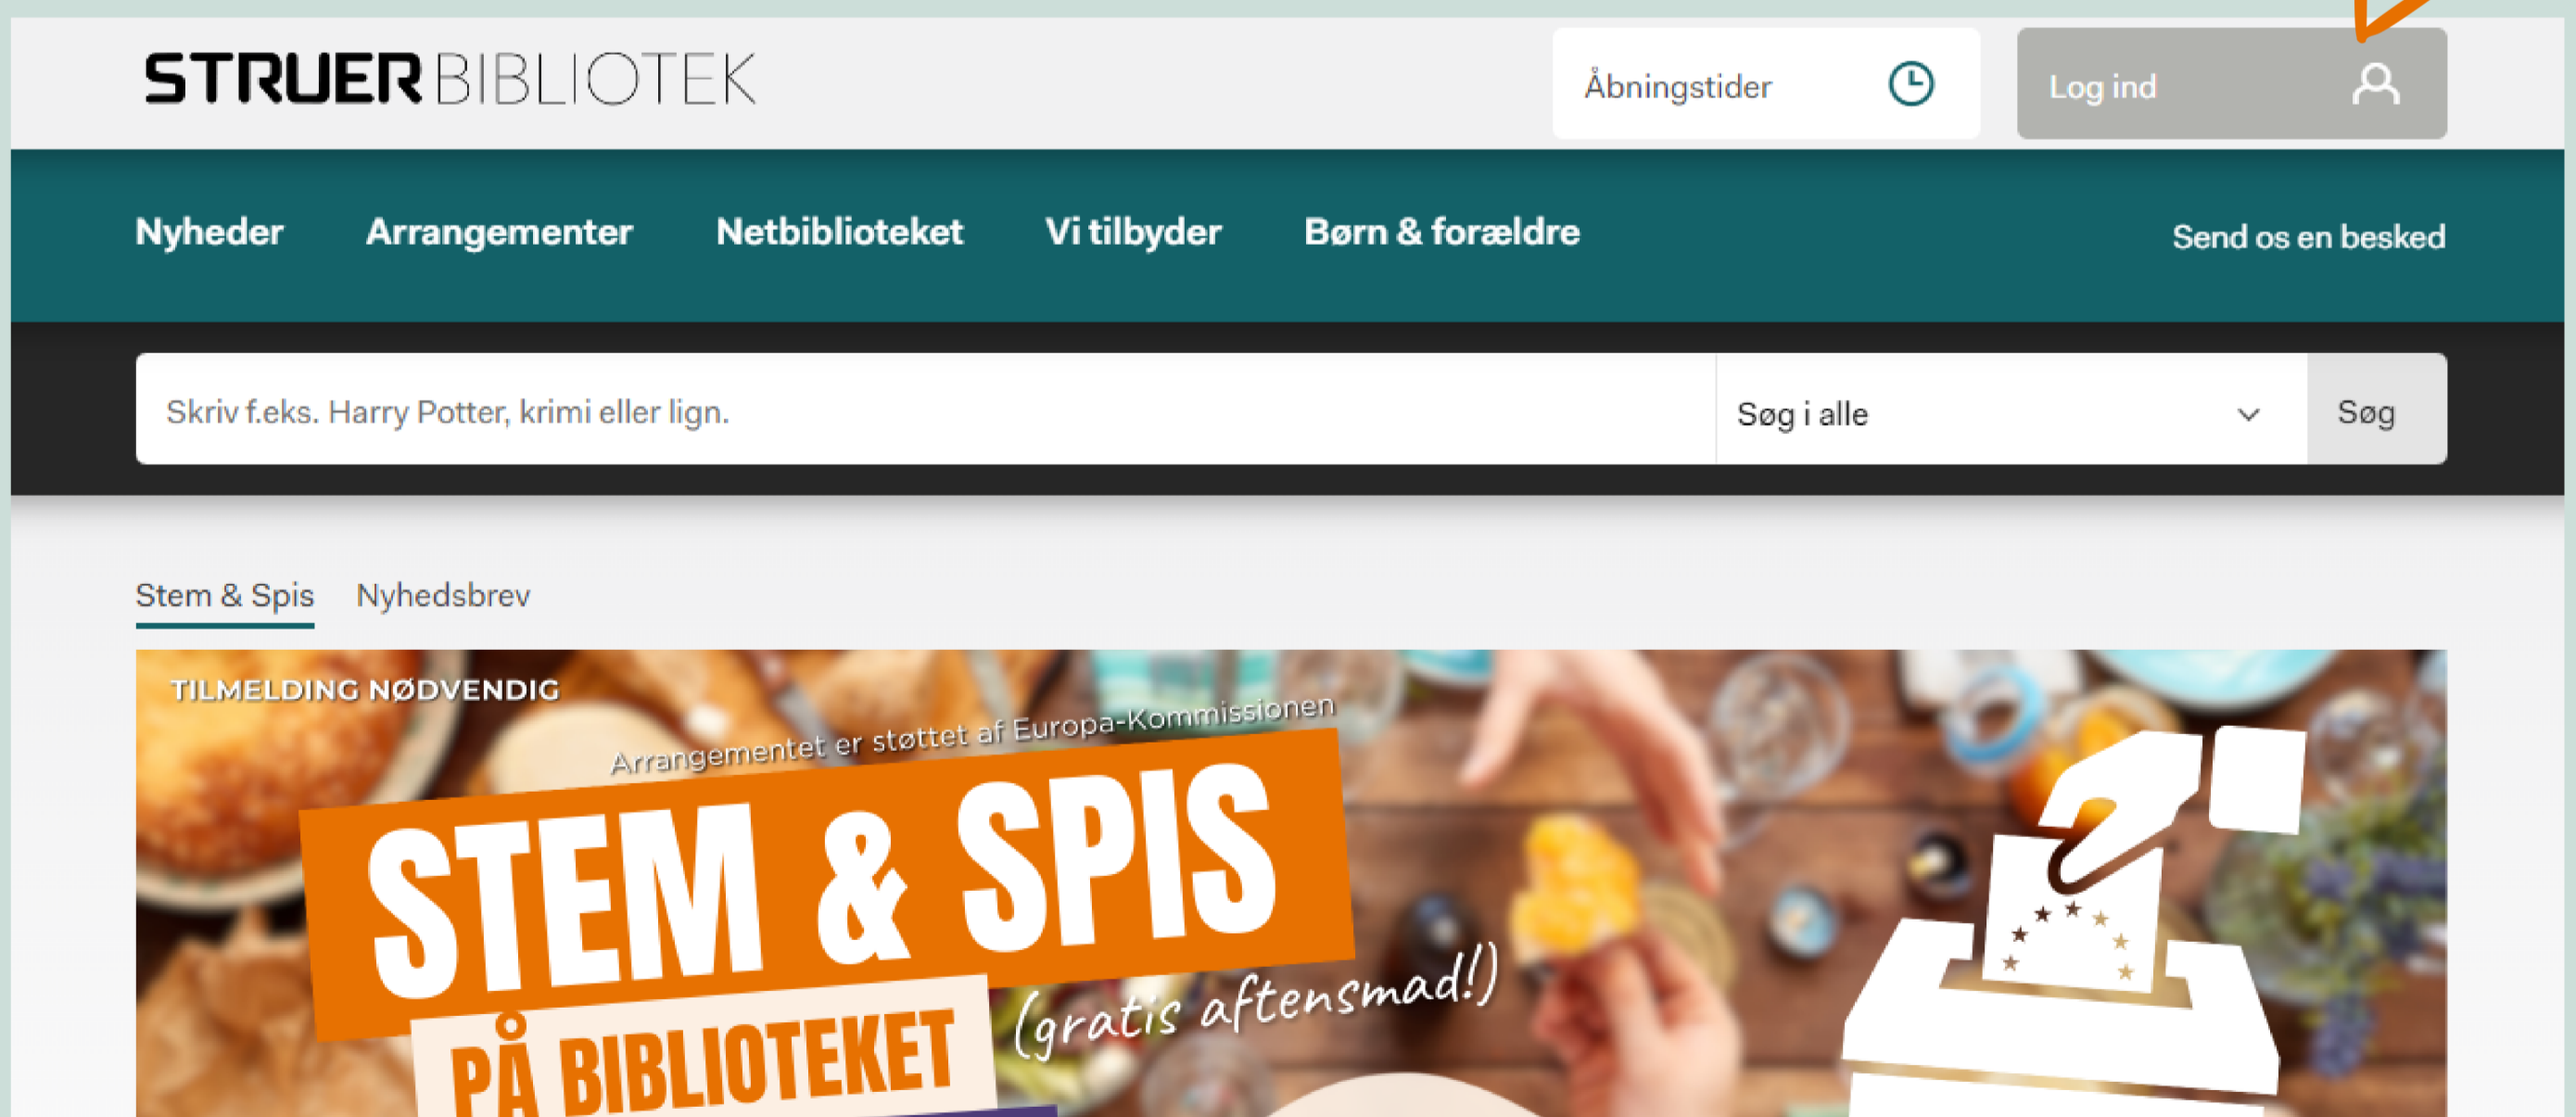 STRUER BIBLIOTEK
Åbningstider
Log ind
Nyheder Arrangementer Netbiblioteket Vi tilbyder Børn & forældre Send os en besked
Skriv f.eks. Harry Potter, krimi eller lign. Søg i alle Søg
Stem & Spis Nyhedsbrev
TILMELDING NØDVENDIG
Arrangementet er støttet af Europa-Kommissionen
STEM & SPIS
(gratis aftensmad!)
PÅ BIBLIOTEKET